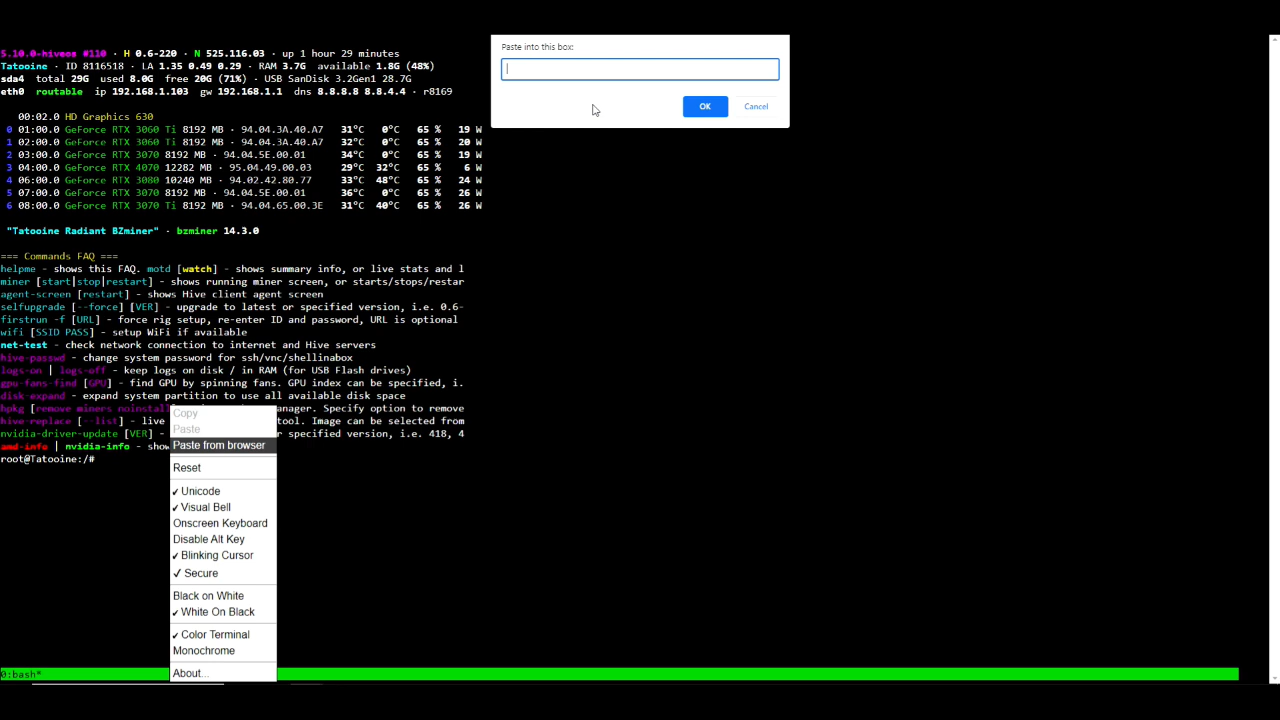 5.10.0-hiveos #110 · H 0.6-220 · N 525.116.03 · up 1 hour 29 minutes
Tatooine · ID 8116518 · LA 1.35 0.49 0.29 · RAM 3.7G available 1.8G (48%)
sda4 total 29G used 8.0G free 20G (71%) · USB SanDisk 3.2Gen1 28.7G
eth0 routable ip 192.168.1.103 gw 192.168.1.1 dns 8.8.8.8 8.8.4.4 · r8169
00:02.0 HD Graphics 630
0 01:00.0 GeForce RTX 3060 Ti 8192 MB · 94.04.3A.40.A7 31°C 0°C 65 % 19 W
1 02:00.0 GeForce RTX 3060 Ti 8192 MB · 94.04.3A.40.A7 32°C 0°C 65 % 20 W
2 03:00.0 GeForce RTX 3070 8192 MB · 94.04.5E.00.01 34°C 0°C 65 % 19 W
3 04:00.0 GeForce RTX 4070 12282 MB · 95.04.49.00.03 29°C 32°C 65 % 6 W
4 06:00.0 GeForce RTX 3080 10240 MB · 94.02.42.80.77 33°C 48°C 65 % 24 W
5 07:00.0 GeForce RTX 3070 8192 MB · 94.04.5E.00.01 36°C 0°C 65 % 26 W
6 08:00.0 GeForce RTX 3070 Ti 8192 MB · 94.04.65.00.3E 31°C 40°C 65 % 26 W
"Tatooine Radiant BZminer" · bzminer 14.3.0
=== Commands FAQ ===
helpme - shows this FAQ. motd [watch] - shows summary info, or live stats and l
miner [start|stop|restart] - shows running miner screen, or starts/stops/restar
agent-screen [restart] - shows Hive client agent screen
selfupgrade [--force] [VER] - upgrade to latest or specified version, i.e. 0.6-
firstrun -f [URL] - force rig setup, re-enter ID and password, URL is optional
wifi [SSID PASS] - setup WiFi if available
net-test - check network connection to internet and Hive servers
hive-passwd - change system password for ssh/vnc/shellinabox
logs-on | logs-off - keep logs on disk / in RAM (for USB Flash drives)
gpu-fans-find [GPU] - find GPU by spinning fans. GPU index can be specified, i.
disk-expand - expand system partition to use all available disk space
hpkg [remove miners noinstal anager. Specify option to remove
hive-replace [--list] - live tool. Image can be selected from
nvidia-driver-update [VER] - or specified version, i.e. 418, 4
amd-info | nvidia-info - sho
root@Tatooine:/#
Copy
Paste
Paste from browser
Reset
✔ Unicode
✔ Visual Bell
Onscreen Keyboard
Disable Alt Key
✔ Blinking Cursor
✔ Secure
Black on White
✔ White On Black
✔ Color Terminal
Monochrome
About...
0:bash*
Paste into this box:
OK Cancel